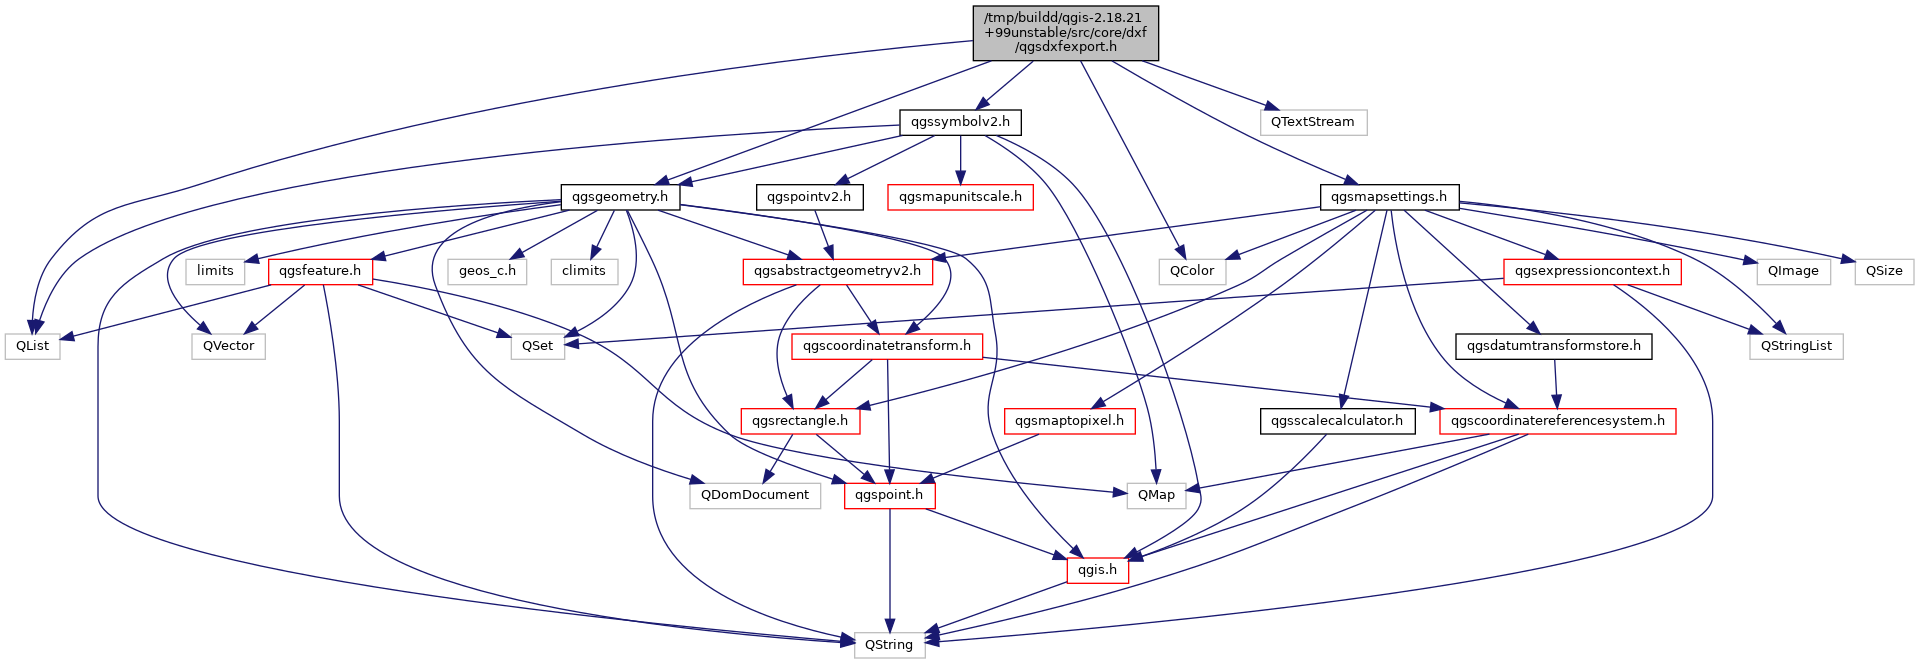 /tmp/buildd/qgis-2.18.21
+99unstable/src/core/dxf
/qgsdxfexport.h
qgssymbolv2.h
QTextStream
qgsgeometry.h
qgspointv2.h
qgsmapunitscale.h
qgsmapsettings.h
limits
qgsfeature.h
geos_c.h
climits
qgsabstractgeometryv2.h
QColor
qgsexpressioncontext.h
QImage
QSize
QList
QVector
QSet
qgscoordinatetransform.h
qgsdatumtransformstore.h
QStringList
qgsrectangle.h
qgsmaptopixel.h
qgsscalecalculator.h
qgscoordinatereferencesystem.h
QDomDocument
qgspoint.h
QMap
qgis.h
QString